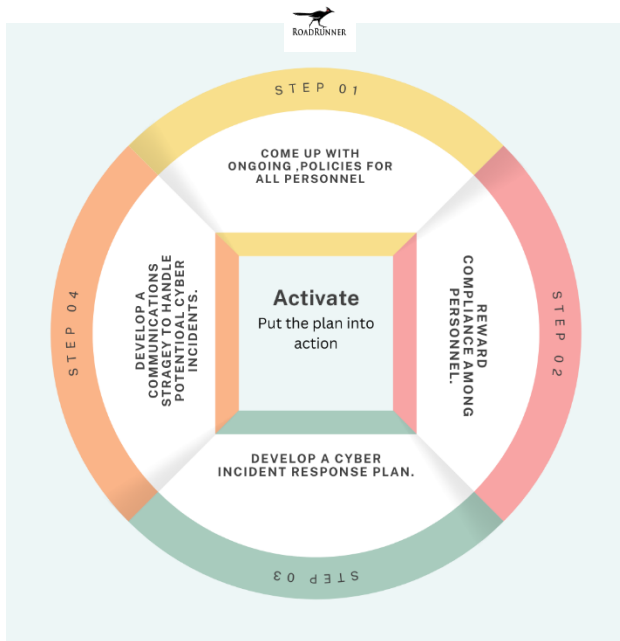 ROADRUNNER
STEP 01
COME UP WITH
ONGOING ,POLICIES FOR
ALL PERSONNEL
STEP 02
REWARD
COMPLIANCE AMONG
PERSONNEL.
STEP 03
DEVELOP A CYBER
INCIDENT RESPONSE PLAN.
STEP 04
DEVELOP A
COMMUNICATIONS
STRAGEY TO HANDLE
POTENTIOAL CYBER
INCIDENTS.
Activate
Put the plan into
action